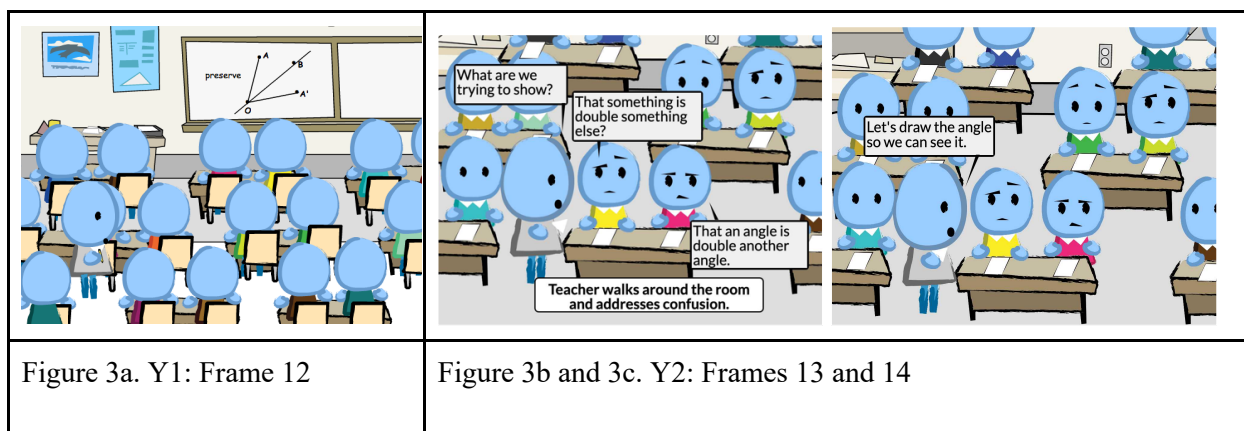 preserve
A
B
A'
O
What are we
trying to show?
That something is
double something
else?
That an angle is
double another
angle.
Teacher walks around the room
and addresses confusion.
Let's draw the angle
so we can see it.
Figure 3a. Y1: Frame 12
Figure 3b and 3c. Y2: Frames 13 and 14